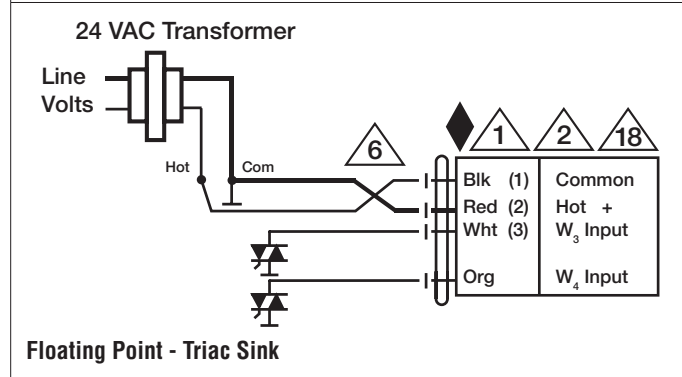 24 VAC Transformer
Line
Volts
Hot
Com
6
1
2
18
Blk (1) Common
Red (2) Hot +
Wht (3) W3 Input
Org W4 Input
Floating Point - Triac Sink